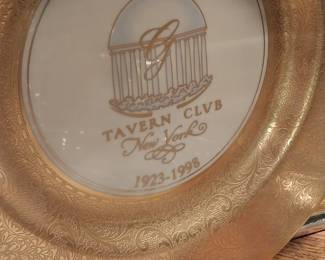 G
TAVERN CLVB
New York
1923-1998